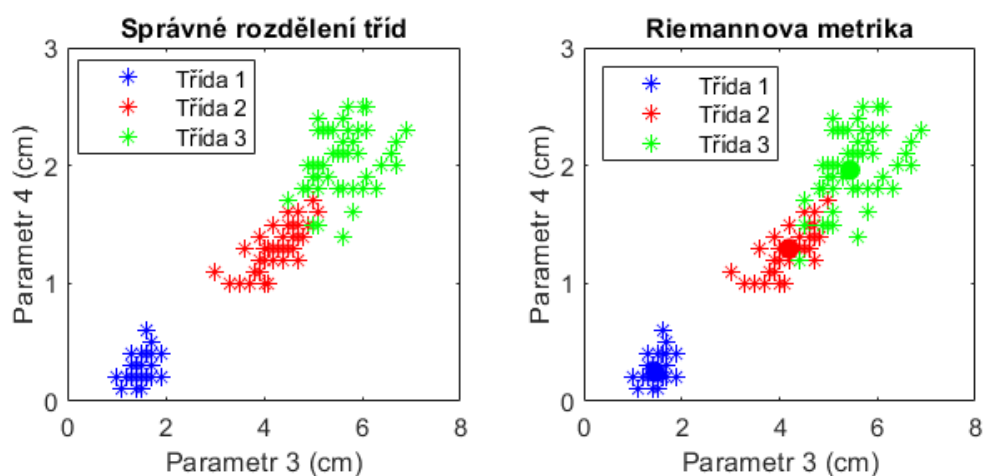 Správné rozdělení tříd
3
2
1
0
Parametr 4 (cm)
Třída 1
Třída 2
Třída 3
0
2
4
6
8
Parametr 3 (cm)
Riemannova metrika
3
2
1
0
Parametr 4 (cm)
Třída 1
Třída 2
Třída 3
0
2
4
6
8
Parametr 3 (cm)